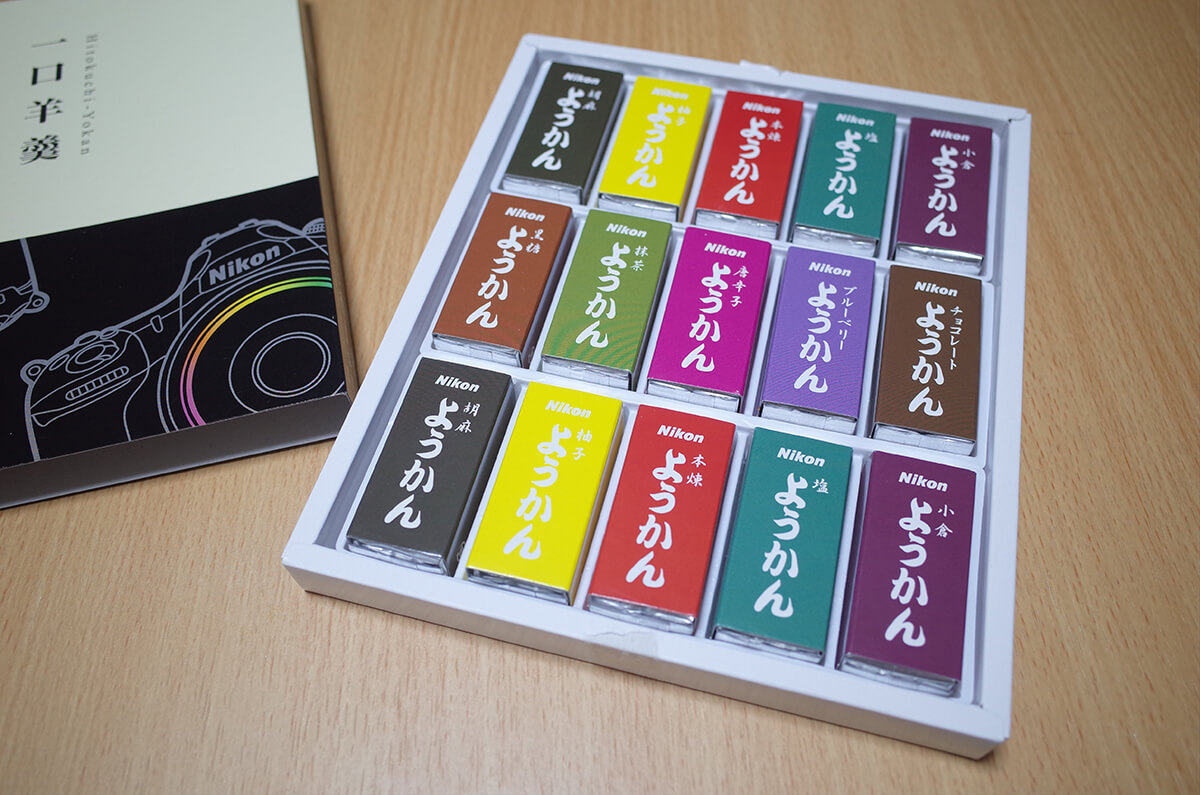 Hitokuchi-Yokan
一口羊羹
Nikon
Nikon
胡麻
ようかん
Nikon
柚子
ようかん
Nikon
本煉
ようかん
Nikon
塩
ようかん
Nikon
小倉
ようかん
Nikon
黒糖
ようかん
Nikon
抹茶
ようかん
Nikon
唐辛子
ようかん
Nikon
ブルーベリー
ようかん
Nikon
チョコレート
ようかん
Nikon
胡麻
ようかん
Nikon
柚子
ようかん
Nikon
本煉
ようかん
Nikon
塩
ようかん
Nikon
小倉
ようかん